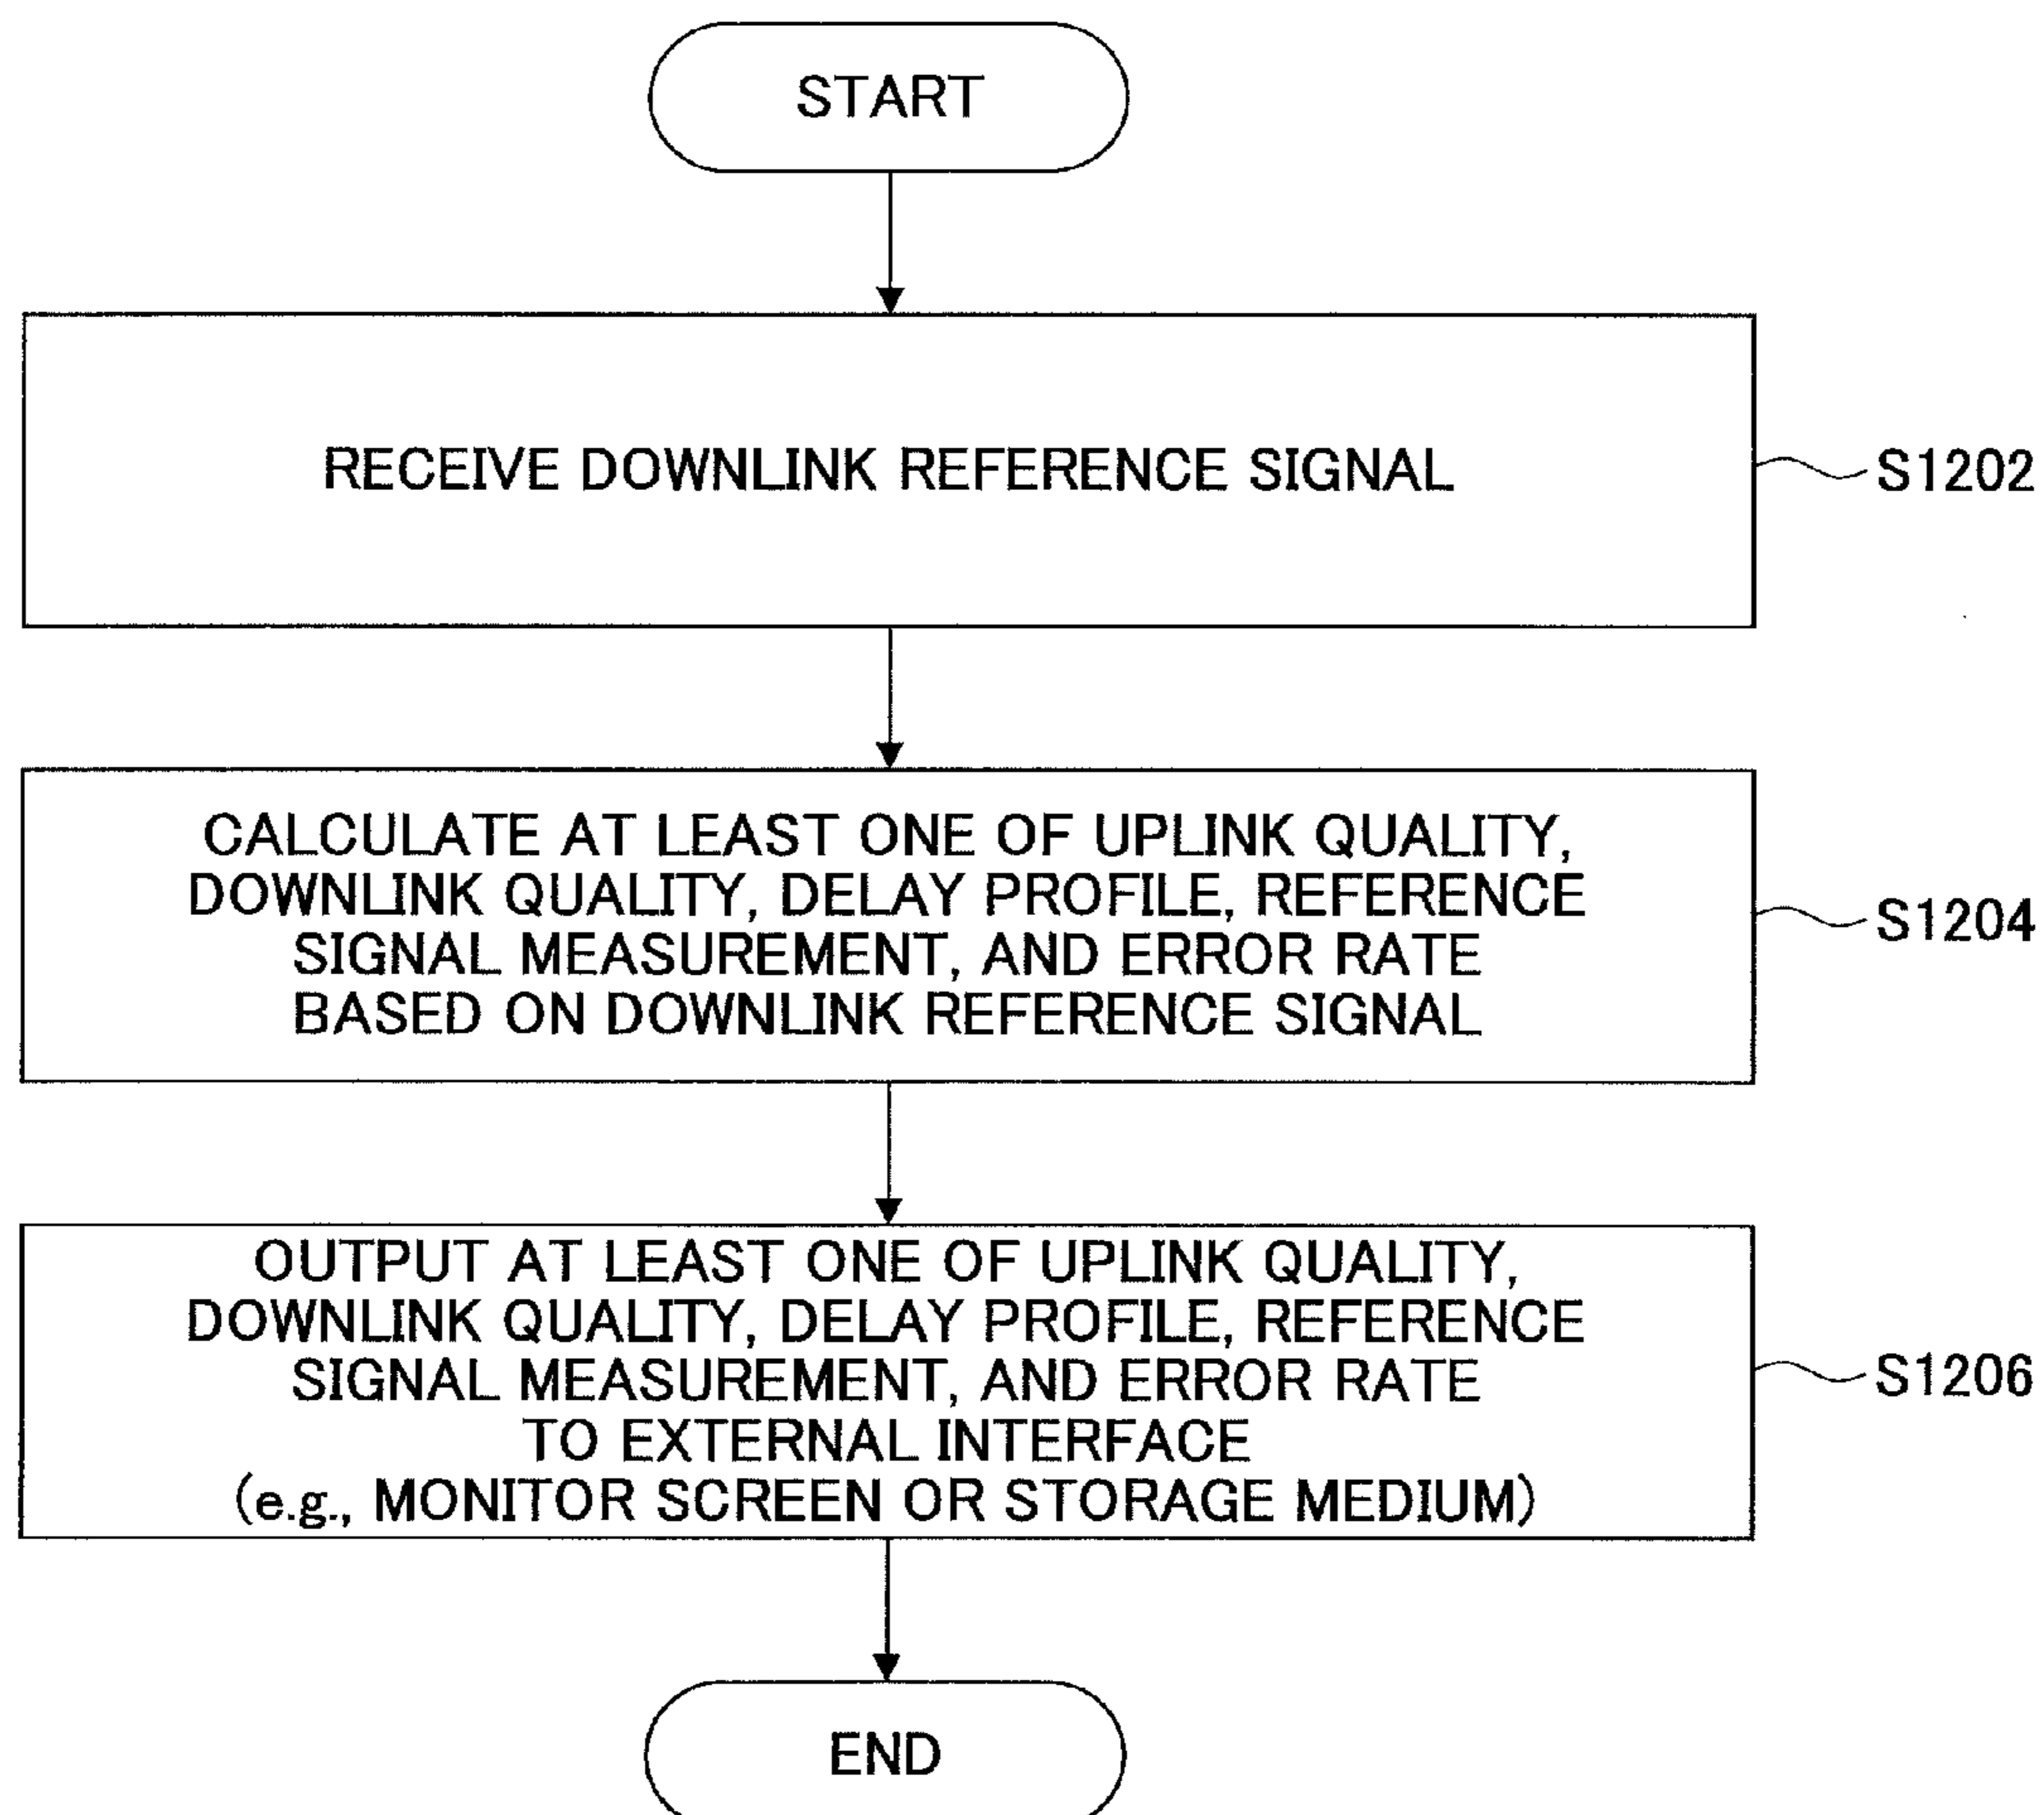 START
RECEIVE DOWNLINK REFERENCE SIGNAL
S1202
CALCULATE AT LEAST ONE OF UPLINK QUALITY,
DOWNLINK QUALITY, DELAY PROFILE, REFERENCE
SIGNAL MEASUREMENT, AND ERROR RATE
BASED ON DOWNLINK REFERENCE SIGNAL
S1204
OUTPUT AT LEAST ONE OF UPLINK QUALITY,
DOWNLINK QUALITY, DELAY PROFILE, REFERENCE
SIGNAL MEASUREMENT, AND ERROR RATE
TO EXTERNAL INTERFACE
(e.g., MONITOR SCREEN OR STORAGE MEDIUM)
S1206
END